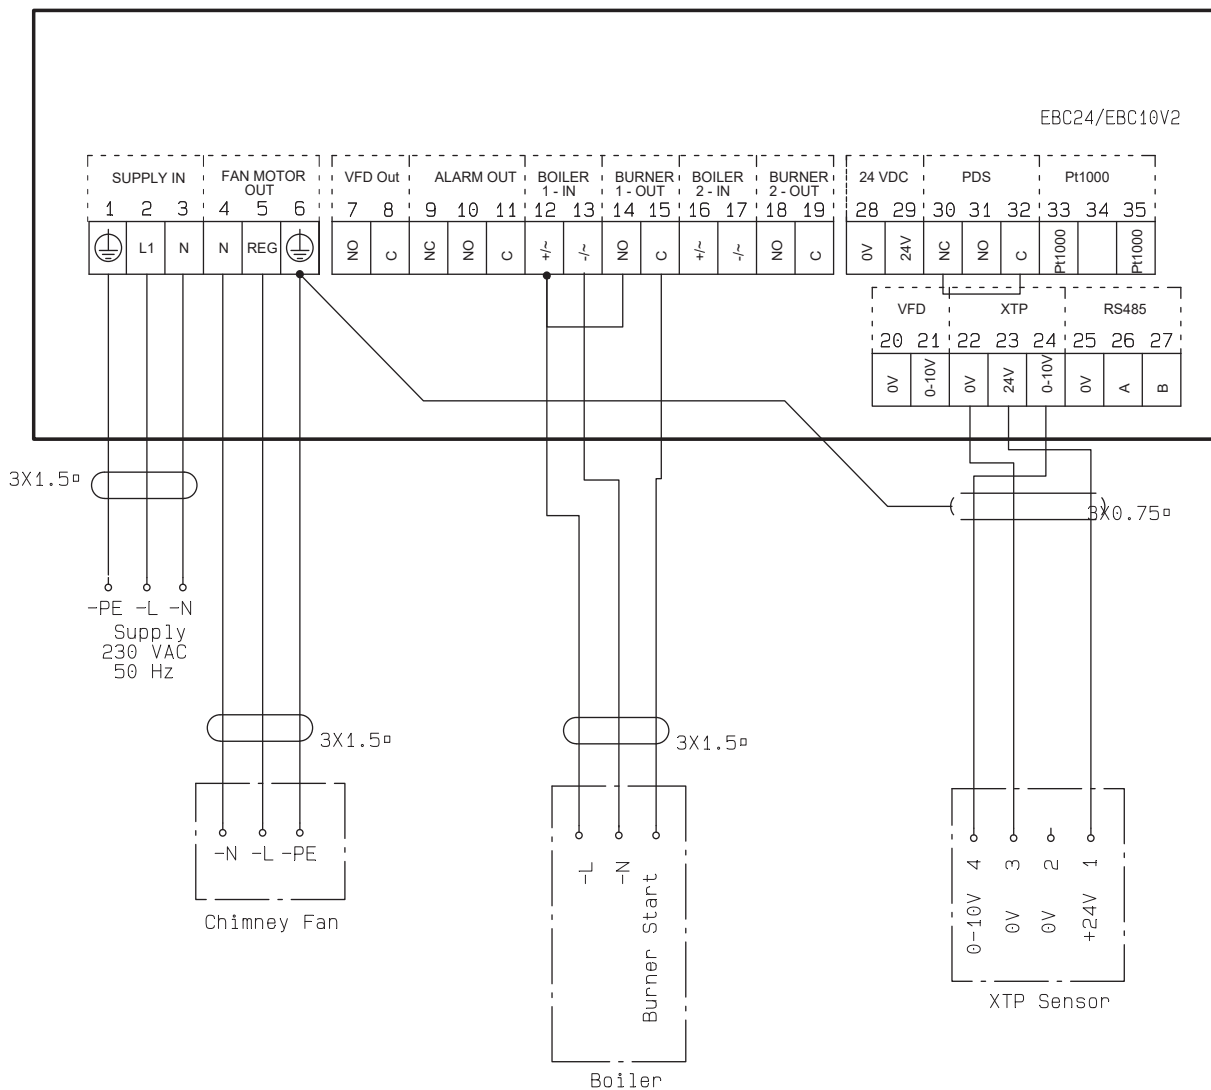 EBC24/EBC10V2
SUPPLY IN
FAN MOTOR
OUT
VFD Out
ALARM OUT
BOILER
1 - IN
BURNER
1 - OUT
BOILER
2 - IN
BURNER
2 - OUT
24 VDC
PDS
Pt1000
1 2 3 4 5 6 7 8 9 10 11 12 13 14 15 16 17 18 19 28 29 30 31 32 33 34 35
L1 N N REG NO C NC NO C +/~ -/~ NO C +/~ -/~ NO C 0V 24V NC NO C Pt1000 Pt1000
VFD
XTP
RS485
20 21 22 23 24 25 26 27
0V 0-10V 0V 24V 0-10V 0V A B
3X1.5▫
3X0.75▫
-PE -L -N
Supply
230 VAC
50 Hz
3X1.5▫
3X1.5▫
-N -L -PE
Chimney Fan
-L
-N
Burner Start
Boiler
4 3 2 1
0-10V 0V 0V +24V
XTP Sensor